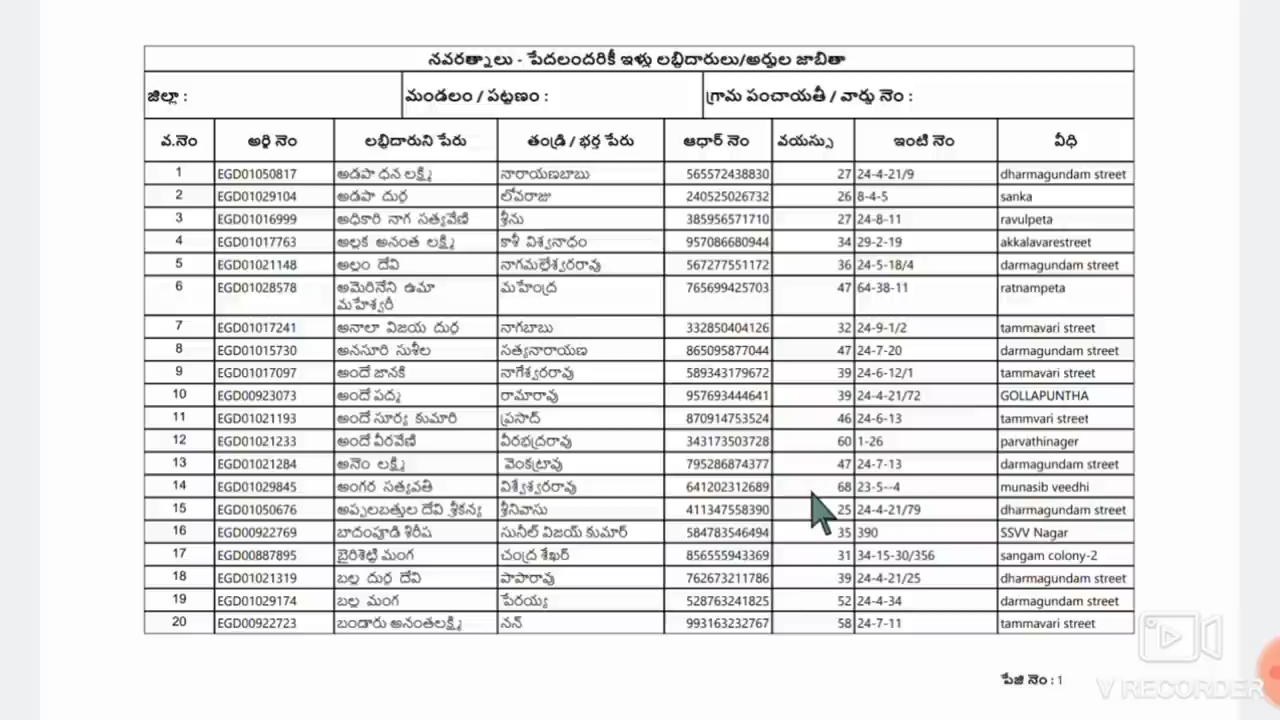 నవరత్నాలు - పేదలందరికీ ఇళ్లు లబ్ధిదారులు/అర్హుల జాబితా
జిల్లా : మండలం / పట్టణం : గ్రామ పంచాయతీ / వార్డు నెం :
వ.నెం అర్జి నెం లబ్ధిదారుని పేరు తండ్రి / భర్త పేరు ఆధార్ నెం వయస్సు ఇంటి నెం వీధి
1 EGD01050817 అడపా ధన లక్ష్మి నారాయణబాబు 565572438830 27 24-4-21/9 dharmagundam street
2 EGD01029104 అడపా దుర్గ లోవరాజు 240525026732 26 8-4-5 sanka
3 EGD01016999 అధికారి నాగ సత్యవేణి శ్రీను 385956571710 27 24-8-11 ravulpeta
4 EGD01017763 అల్లక అనంత లక్ష్మి కాశీ విశ్వనాధం 957086680944 34 29-2-19 akkalavarestreet
5 EGD01021148 అల్లం దేవి నాగమల్లేశ్వరరావు 567277551172 36 24-5-18/4 darmagundam street
6 EGD01028578 అమెరినేని ఉమా మహేంద్ర 765699425703 47 64-38-11 ratnampeta
మహేశ్వరీ
7 EGD01017241 అనాలా విజయ దుర్గ నాగబాబు 332850404126 32 24-9-1/2 tammavari street
8 EGD01015730 అనసూరి సుశీల సత్యనారాయణ 865095877044 47 24-7-20 darmagundam street
9 EGD01017097 అందే జానకి నాగేశ్వరరావు 589343179672 39 24-6-12/1 tammavari street
10 EGD00923073 అందే పద్మ రామారావు 957693444641 39 24-4-21/72 GOLLAPUNTHA
11 EGD01021193 అందే సూర్య కుమారి ప్రసాద్ 870914753524 46 24-6-13 tammvari street
12 EGD01021233 అందే వీరవేణి వీరభద్రరావు 343173503728 60 1-26 parvathinager
13 EGD01021284 అనెం లక్ష్మి వెంకట్రావు 795286874377 47 24-7-13 darmagundam street
14 EGD01029845 అంగర సత్యవతి విశ్వేశ్వరరావు 641202312689 68 23-5--4 munasib veedhi
15 EGD01050676 అప్పలబత్తుల దేవి శ్రీకన్య శ్రీనివాసు 411347558390 25 24-4-21/79 dharmagundam street
16 EGD00922769 బాదంపూడి శిరీష సునీల్ విజయ్ కుమార్ 584783546494 35 390 SSVV Nagar
17 EGD00887895 బైరిశెట్టి మంగ చంద్ర శేఖర్ 856555943369 31 34-15-30/356 sangam colony-2
18 EGD01021319 బల్ల దుర్గ దేవి పాపారావు 762673211786 39 24-4-21/25 dharmagundam street
19 EGD01029174 బల్ల మంగ పేరయ్య 528763241825 52 24-4-34 darmagundam street
20 EGD00922723 బండారు అనంతలక్ష్మి నన్ 993163232767 58 24-7-11 tammavari street
పేజి నెం : 1
V RECORDER